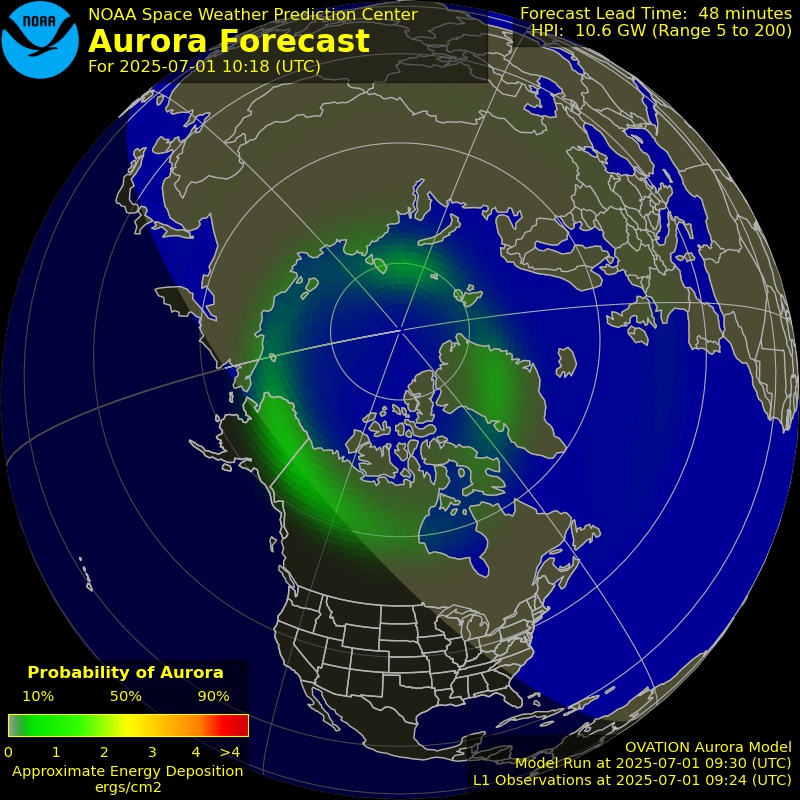 NOAA
NOAA Space Weather Prediction Center
Aurora Forecast
For 2025-07-01 10:18 (UTC)
Forecast Lead Time: 48 minutes
HPI: 10.6 GW (Range 5 to 200)
Probability of Aurora
10% 50% 90%
0 1 2 3 4 >4
Approximate Energy Deposition
ergs/cm2
OVATION Aurora Model
Model Run at 2025-07-01 09:30 (UTC)
L1 Observations at 2025-07-01 09:24 (UTC)